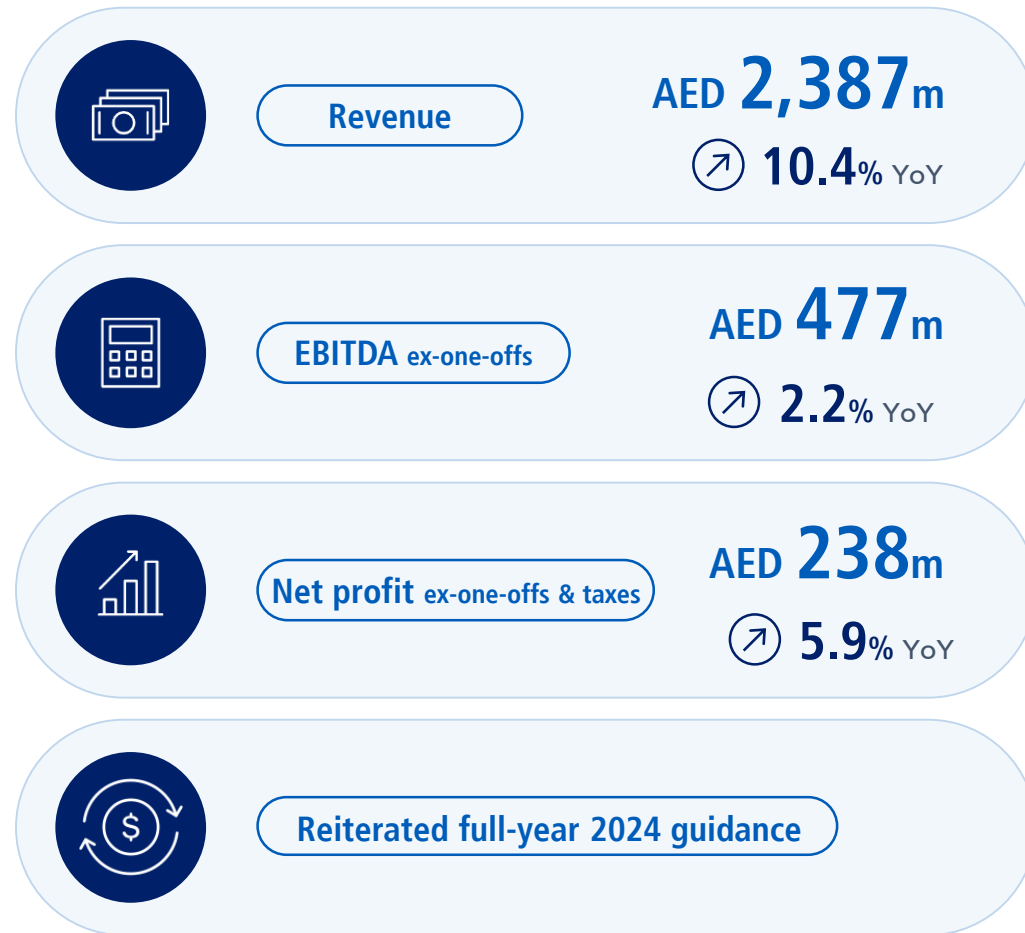 Revenue
AED 2,387m
10.4% YoY
EBITDA ex-one-offs
AED 477m
2.2% YoY
Net profit ex-one-offs & taxes
AED 238m
5.9% YoY
$
Reiterated full-year 2024 guidance